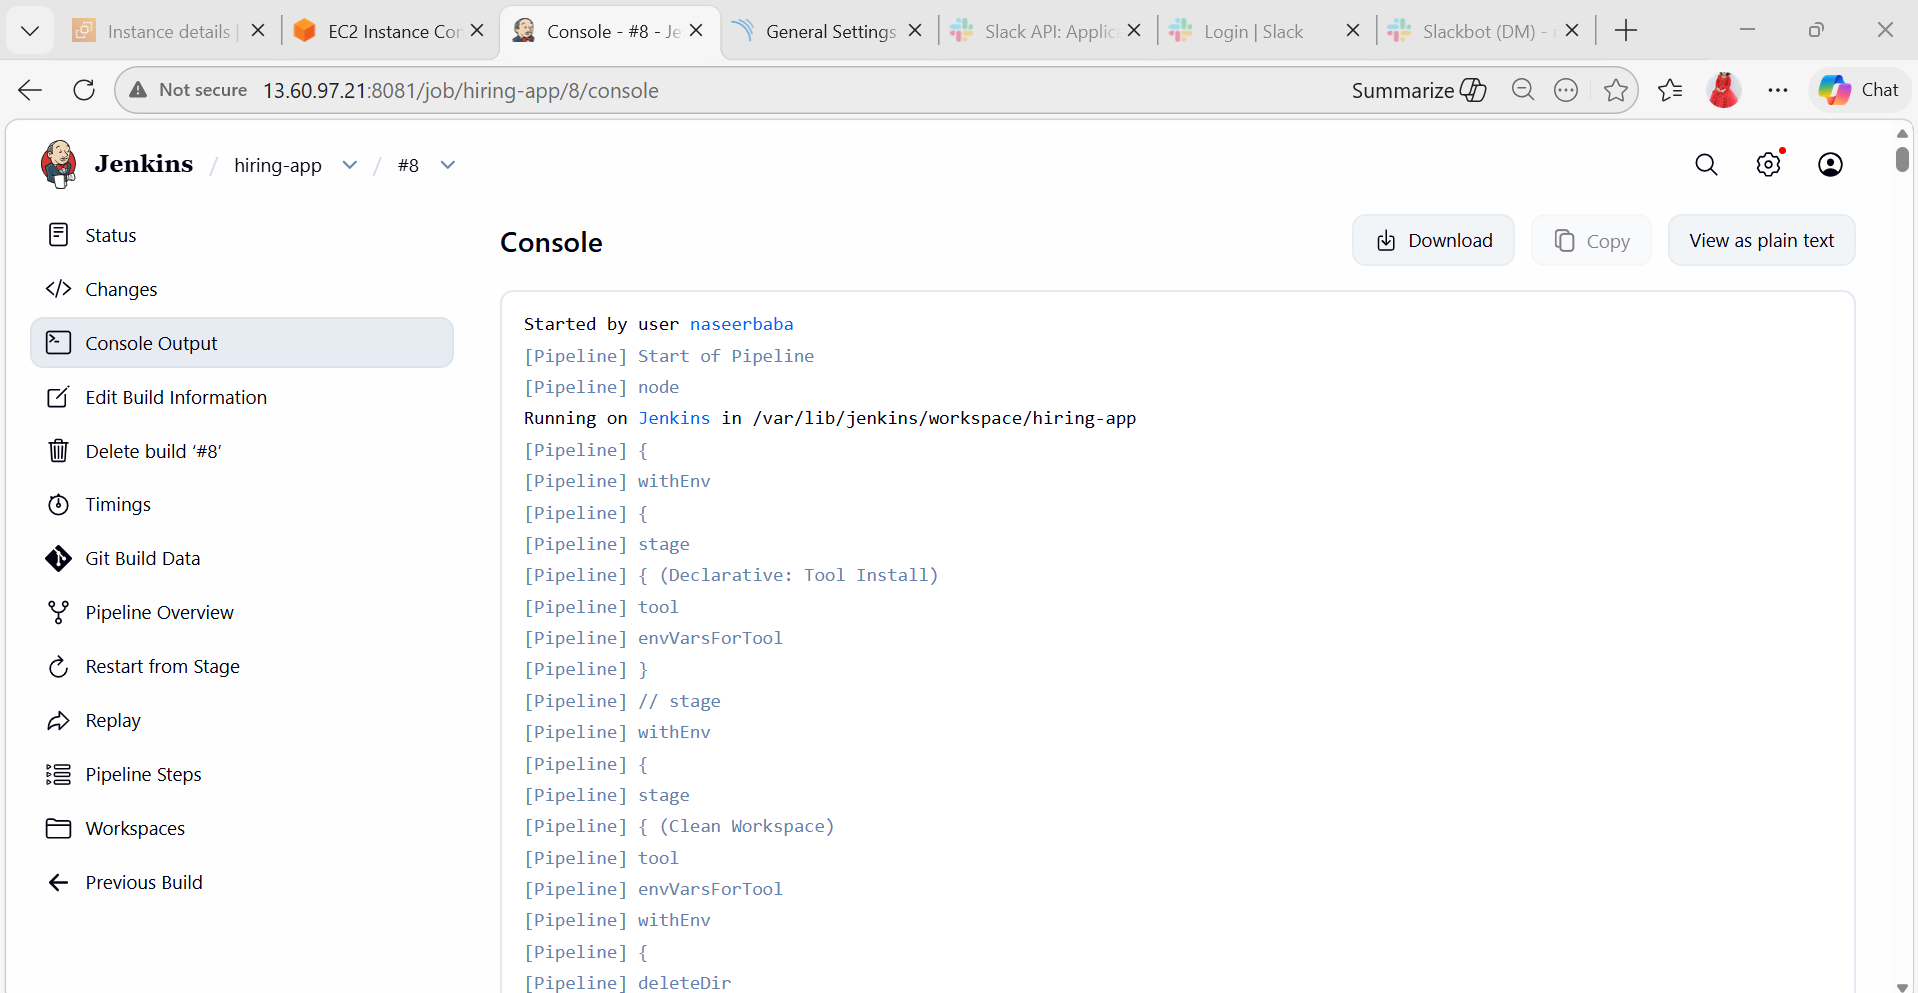 Instance details |
EC2 Instance Con
Console - #8 - Je
General Settings
Slack API: Applic
Login | Slack
Slackbot (DM) -
Not secure 13.60.97.21:8081/job/hiring-app/8/console Summarize Chat
Jenkins / hiring-app / #8
Status
Changes
Console Output
Edit Build Information
Delete build ‘#8’
Timings
Git Build Data
Pipeline Overview
Restart from Stage
Replay
Pipeline Steps
Workspaces
Previous Build
Console
Download
Copy
View as plain text
Started by user naseerbaba
[Pipeline] Start of Pipeline
[Pipeline] node
Running on Jenkins in /var/lib/jenkins/workspace/hiring-app
[Pipeline] {
[Pipeline] withEnv
[Pipeline] {
[Pipeline] stage
[Pipeline] { (Declarative: Tool Install)
[Pipeline] tool
[Pipeline] envVarsForTool
[Pipeline] }
[Pipeline] // stage
[Pipeline] withEnv
[Pipeline] {
[Pipeline] stage
[Pipeline] { (Clean Workspace)
[Pipeline] tool
[Pipeline] envVarsForTool
[Pipeline] withEnv
[Pipeline] {
[Pipeline] deleteDir